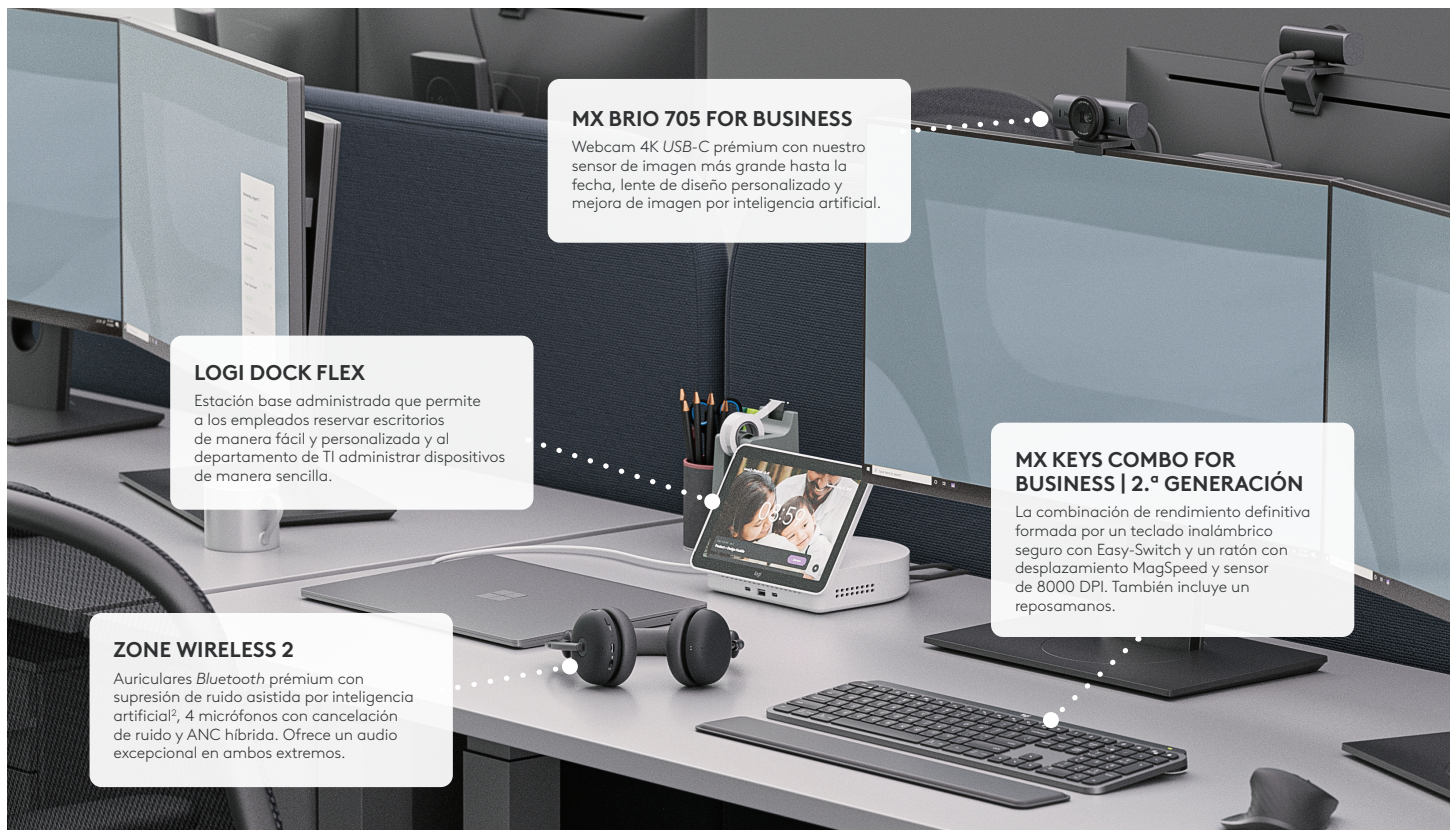 MX BRIO 705 FOR BUSINESS
Webcam 4K USB-C prémium con nuestro
sensor de imagen más grande hasta la
fecha, lente de diseño personalizado y
mejora de imagen por inteligencia artificial.
LOGI DOCK FLEX
Estación base administrada que permite
a los empleados reservar escritorios
de manera fácil y personalizada y al
departamento de TI administrar dispositivos
de manera sencilla.
08:59
MX KEYS COMBO FOR
BUSINESS | 2.ª GENERACIÓN
La combinación de rendimiento definitiva
formada por un teclado inalámbrico
seguro con Easy-Switch y un ratón con
desplazamiento MagSpeed y sensor
de 8000 DPI. También incluye un
reposamanos.
ZONE WIRELESS 2
Auriculares Bluetooth prémium con
supresión de ruido asistida por inteligencia
artificial², 4 micrófonos con cancelación
de ruido y ANC híbrida. Ofrece un audio
excepcional en ambos extremos.